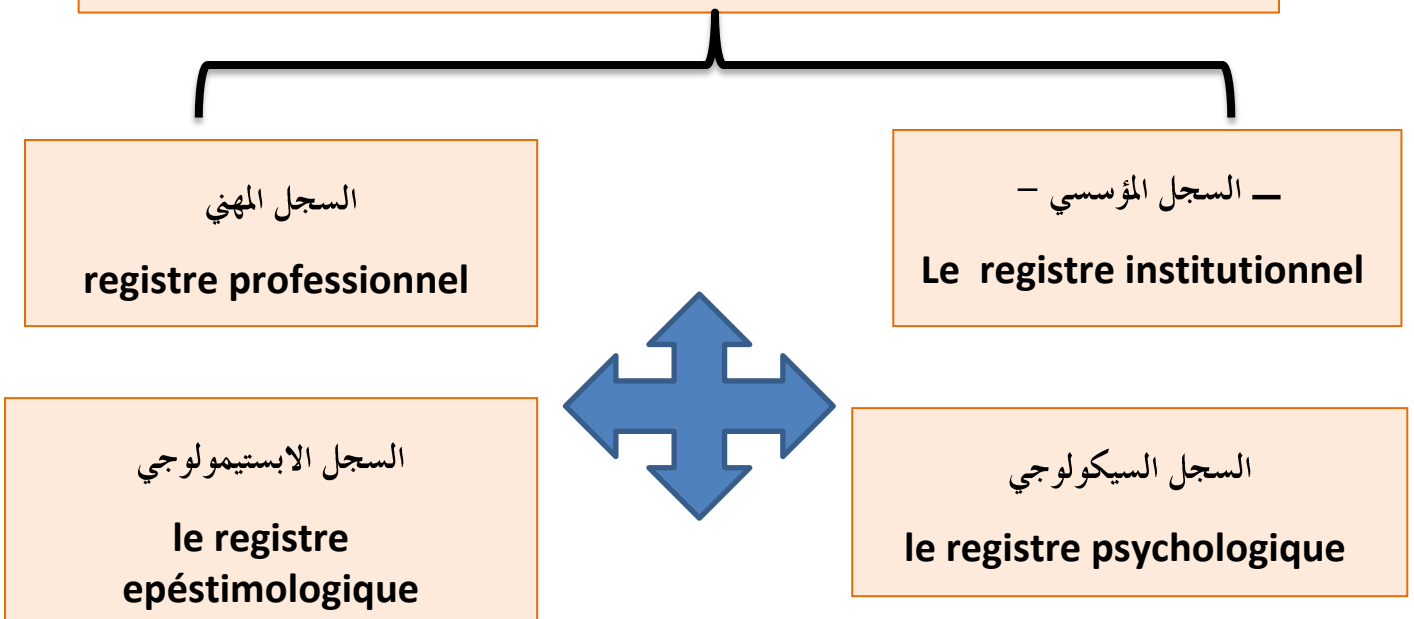 السجل المهني
registre professionnel
ـــ السجل المؤسسي –
Le  registre institutionnel
السجل الابستيمولوجي
le registre
epéstimologique
السجل السيكولوجي
le registre psychologique